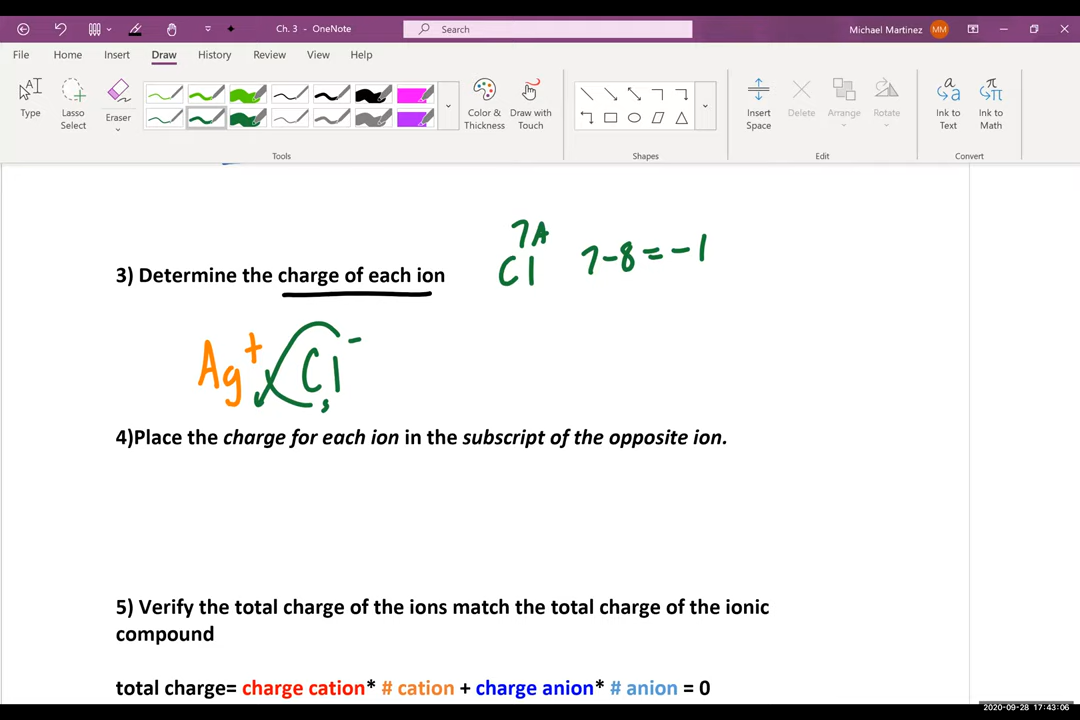 Ch. 3 - OneNote
Search
Michael Martinez
MM
File Home Insert Draw History Review View Help
Type
Lasso Select
Eraser
Color & Thickness
Draw with Touch
Insert Space
Delete
Arrange
Rotate
Ink to Text
Ink to Math
Tools
Shapes
Edit
Convert
7A
Cl 7-8=-1
3) Determine the charge of each ion
Ag+ Cl-
4)Place the charge for each ion in the subscript of the opposite ion.
5) Verify the total charge of the ions match the total charge of the ionic
compound
total charge= charge cation* # cation + charge anion* # anion = 0
2020-09-28 17:43:06